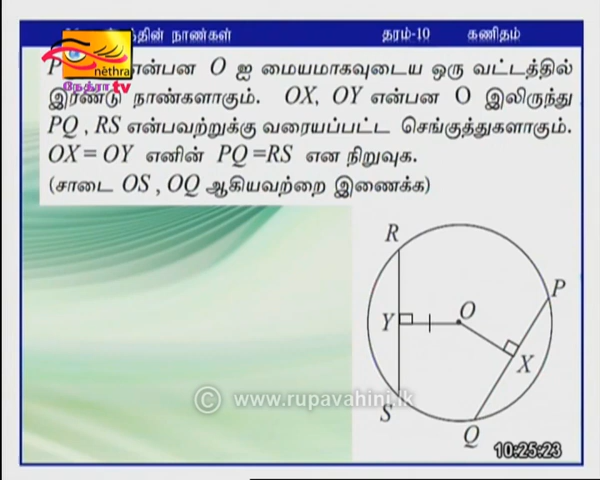 நாண்கள் தரம்-10 கணிதம்
nēthra
நேத்ரா.tv
P என்பன O ஐ மையமாகவுடைய ஒரு வட்டத்தில்
இரண்டு நாண்களாகும். OX, OY என்பன O இலிருந்து
PQ , RS என்பவற்றுக்கு வரையப்பட்ட செங்குத்துகளாகும்.
OX = OY எனின் PQ =RS என நிறுவுக.
(சாடை OS , OQ ஆகியவற்றை இணைக்க)
R
P
Y
O
X
S
Q
© www.rupavahini.lk
10:25:23